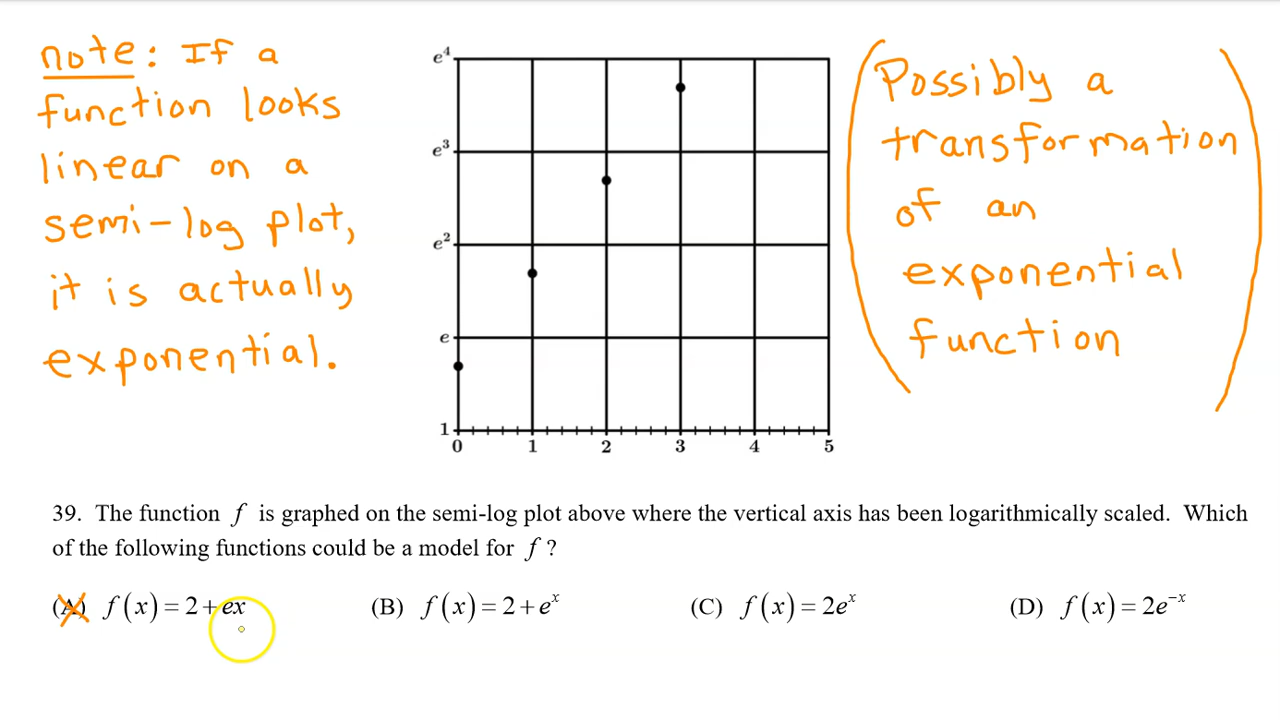 note: If a
function looks
linear on a
semi-log plot,
it is actually
exponential.
e⁴
e³
e²
e
1
0 1 2 3 4 5
(Possibly a
transformation
of an
exponential
function)
39. The function f is graphed on the semi-log plot above where the vertical axis has been logarithmically scaled. Which
of the following functions could be a model for f ?
(A) f(x) = 2 + ex (B) f(x) = 2 + eˣ (C) f(x) = 2eˣ (D) f(x) = 2e⁻ˣ